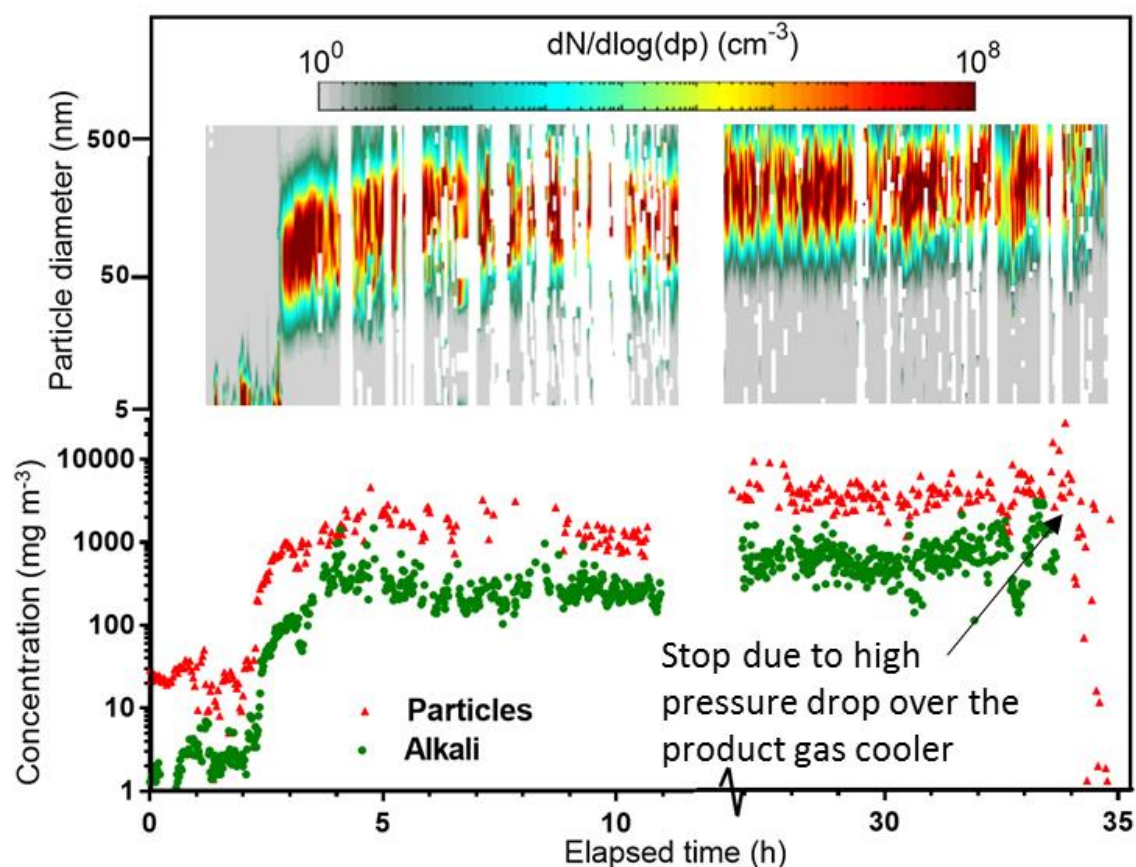 dN/dlog(dp) (cm⁻³)
10⁰
10⁸
Particle diameter (nm)
500
50
5
Concentration (mg m⁻³)
10000
1000
100
10
1
Particles
Alkali
Stop due to high
pressure drop over the
product gas cooler
0
5
10
30
35
Elapsed time (h)